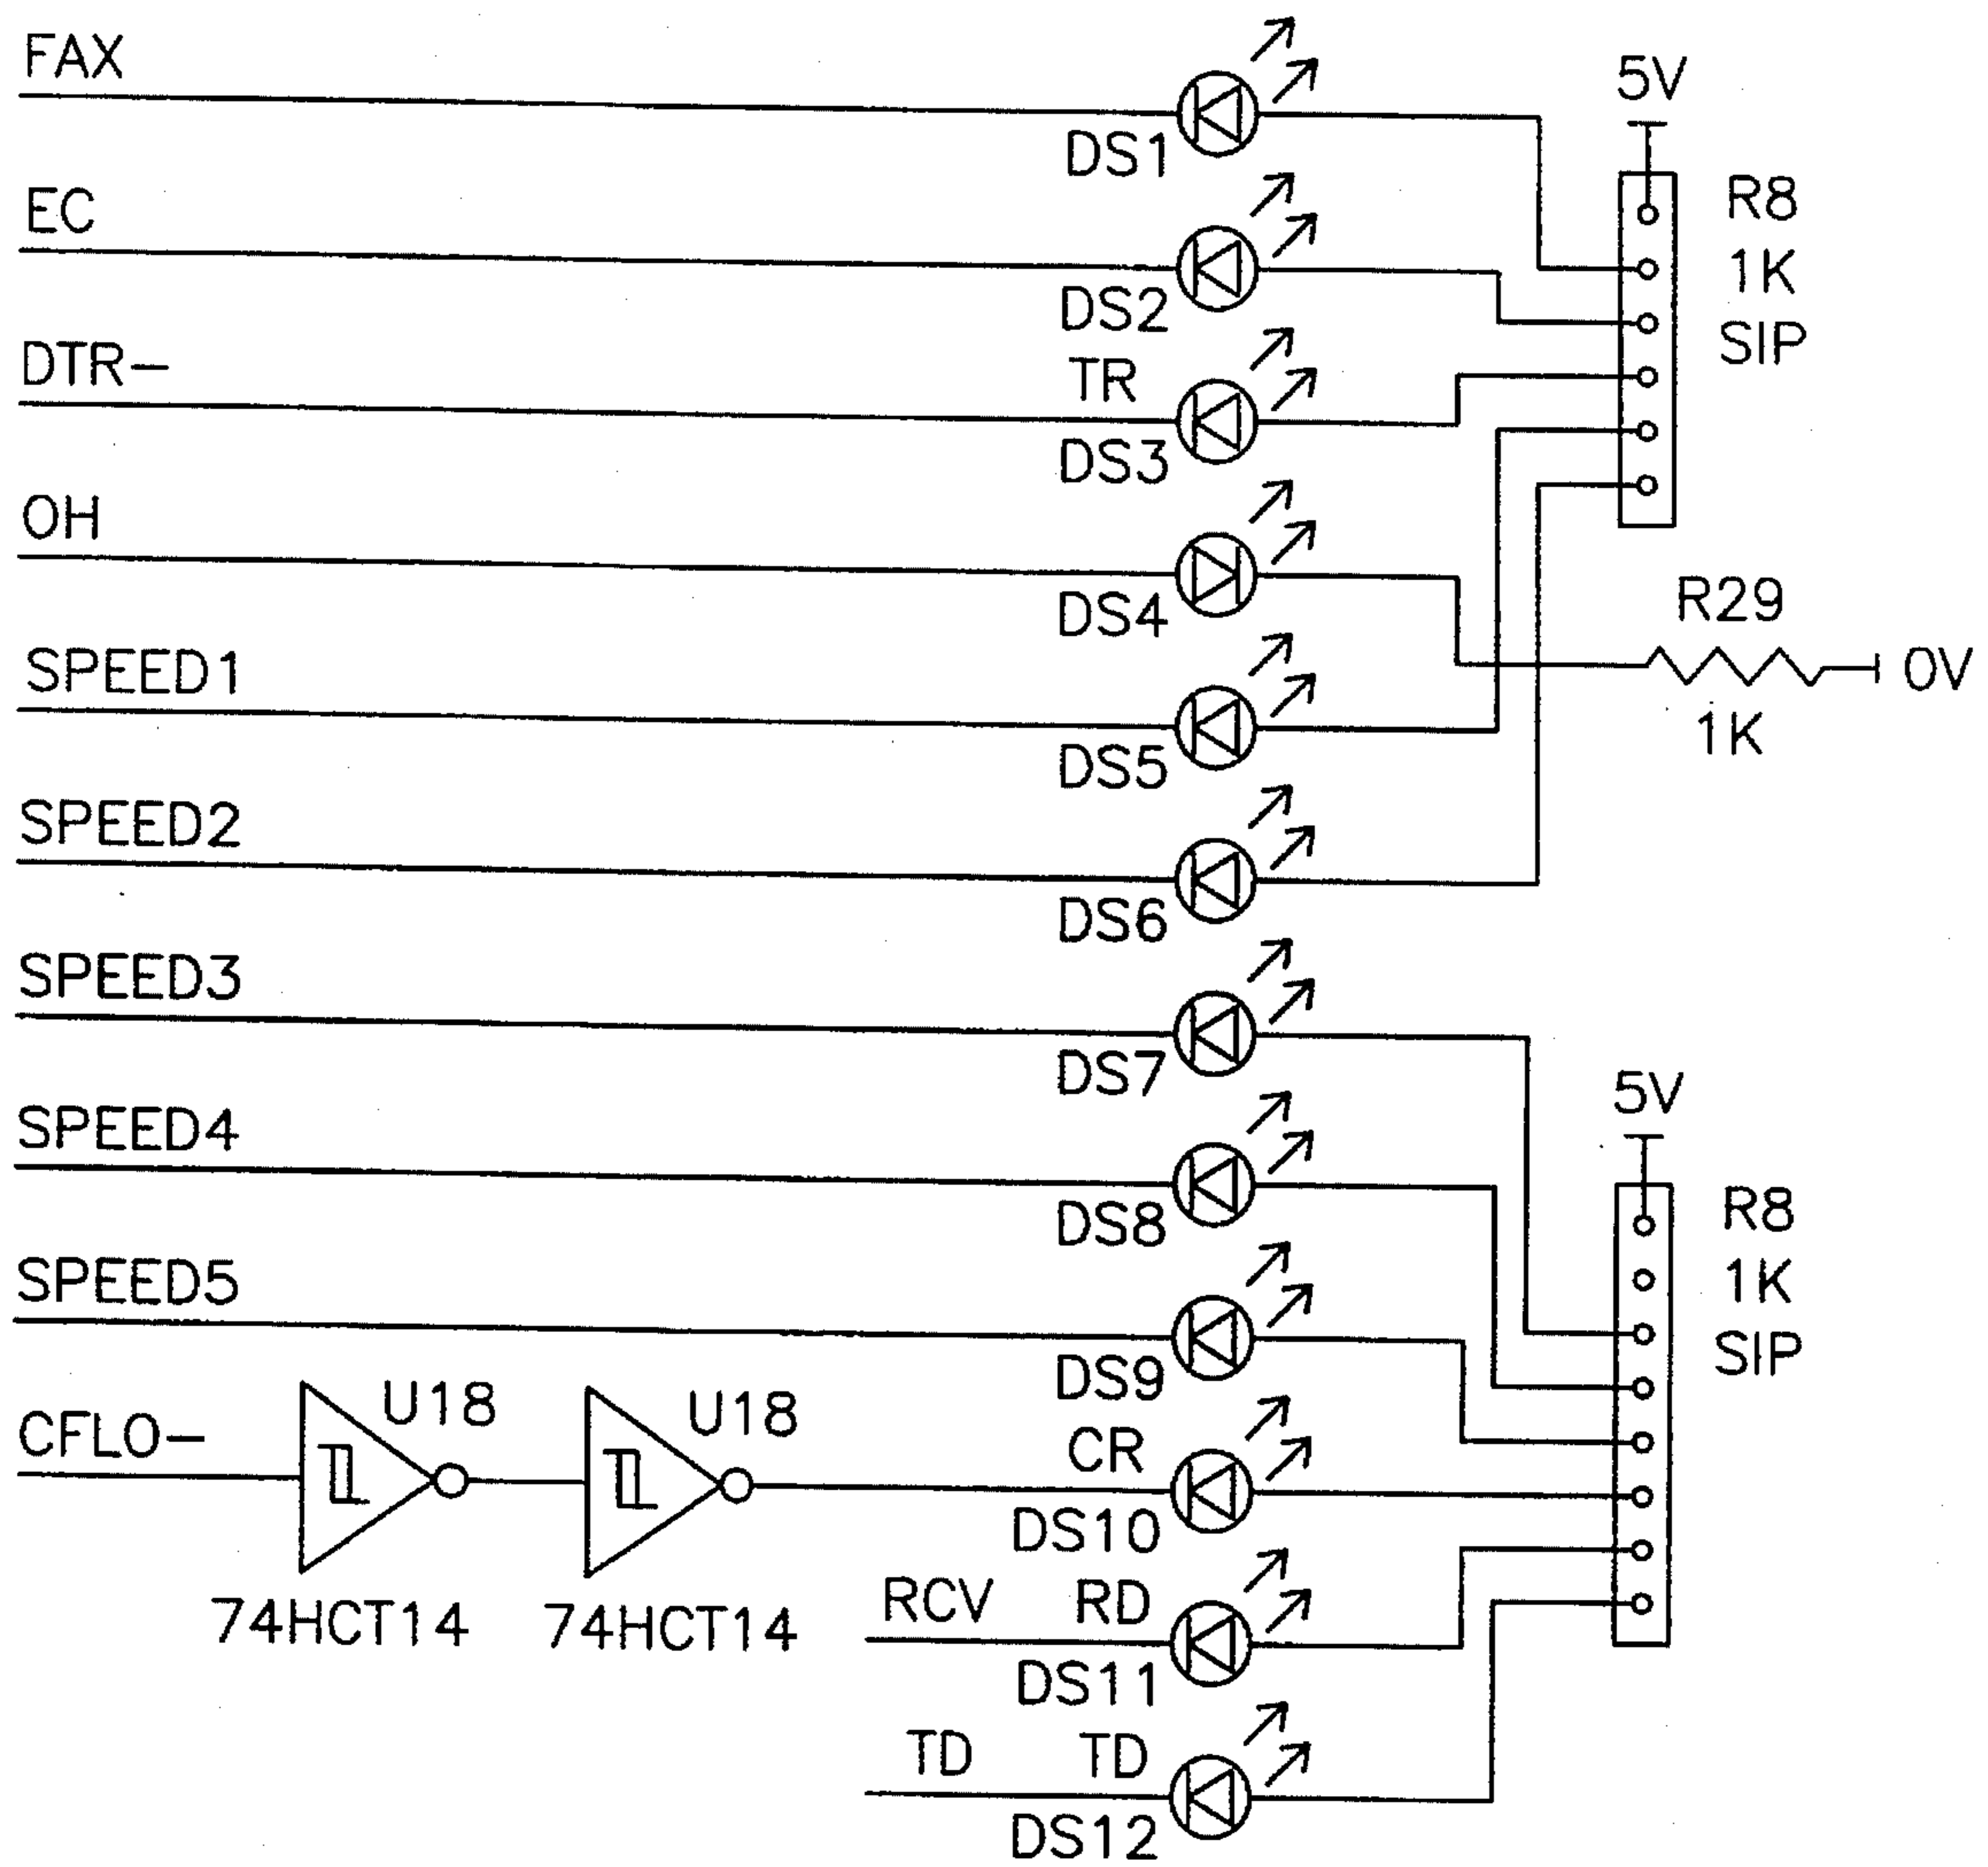 FAX
5V
DS1
R8
EC
1K
DS2
SIP
DTR-
TR
DS3
OH
DS4
R29
SPEED1
0V
1K
DS5
SPEED2
DS6
SPEED3
DS7
5V
SPEED4
DS8
R8
SPEED5
1K
SIP
DS9
U18
U18
CFLO-
CR
DS10
74HCT14
74HCT14
RCV
RD
DS11
TD
TD
DS12